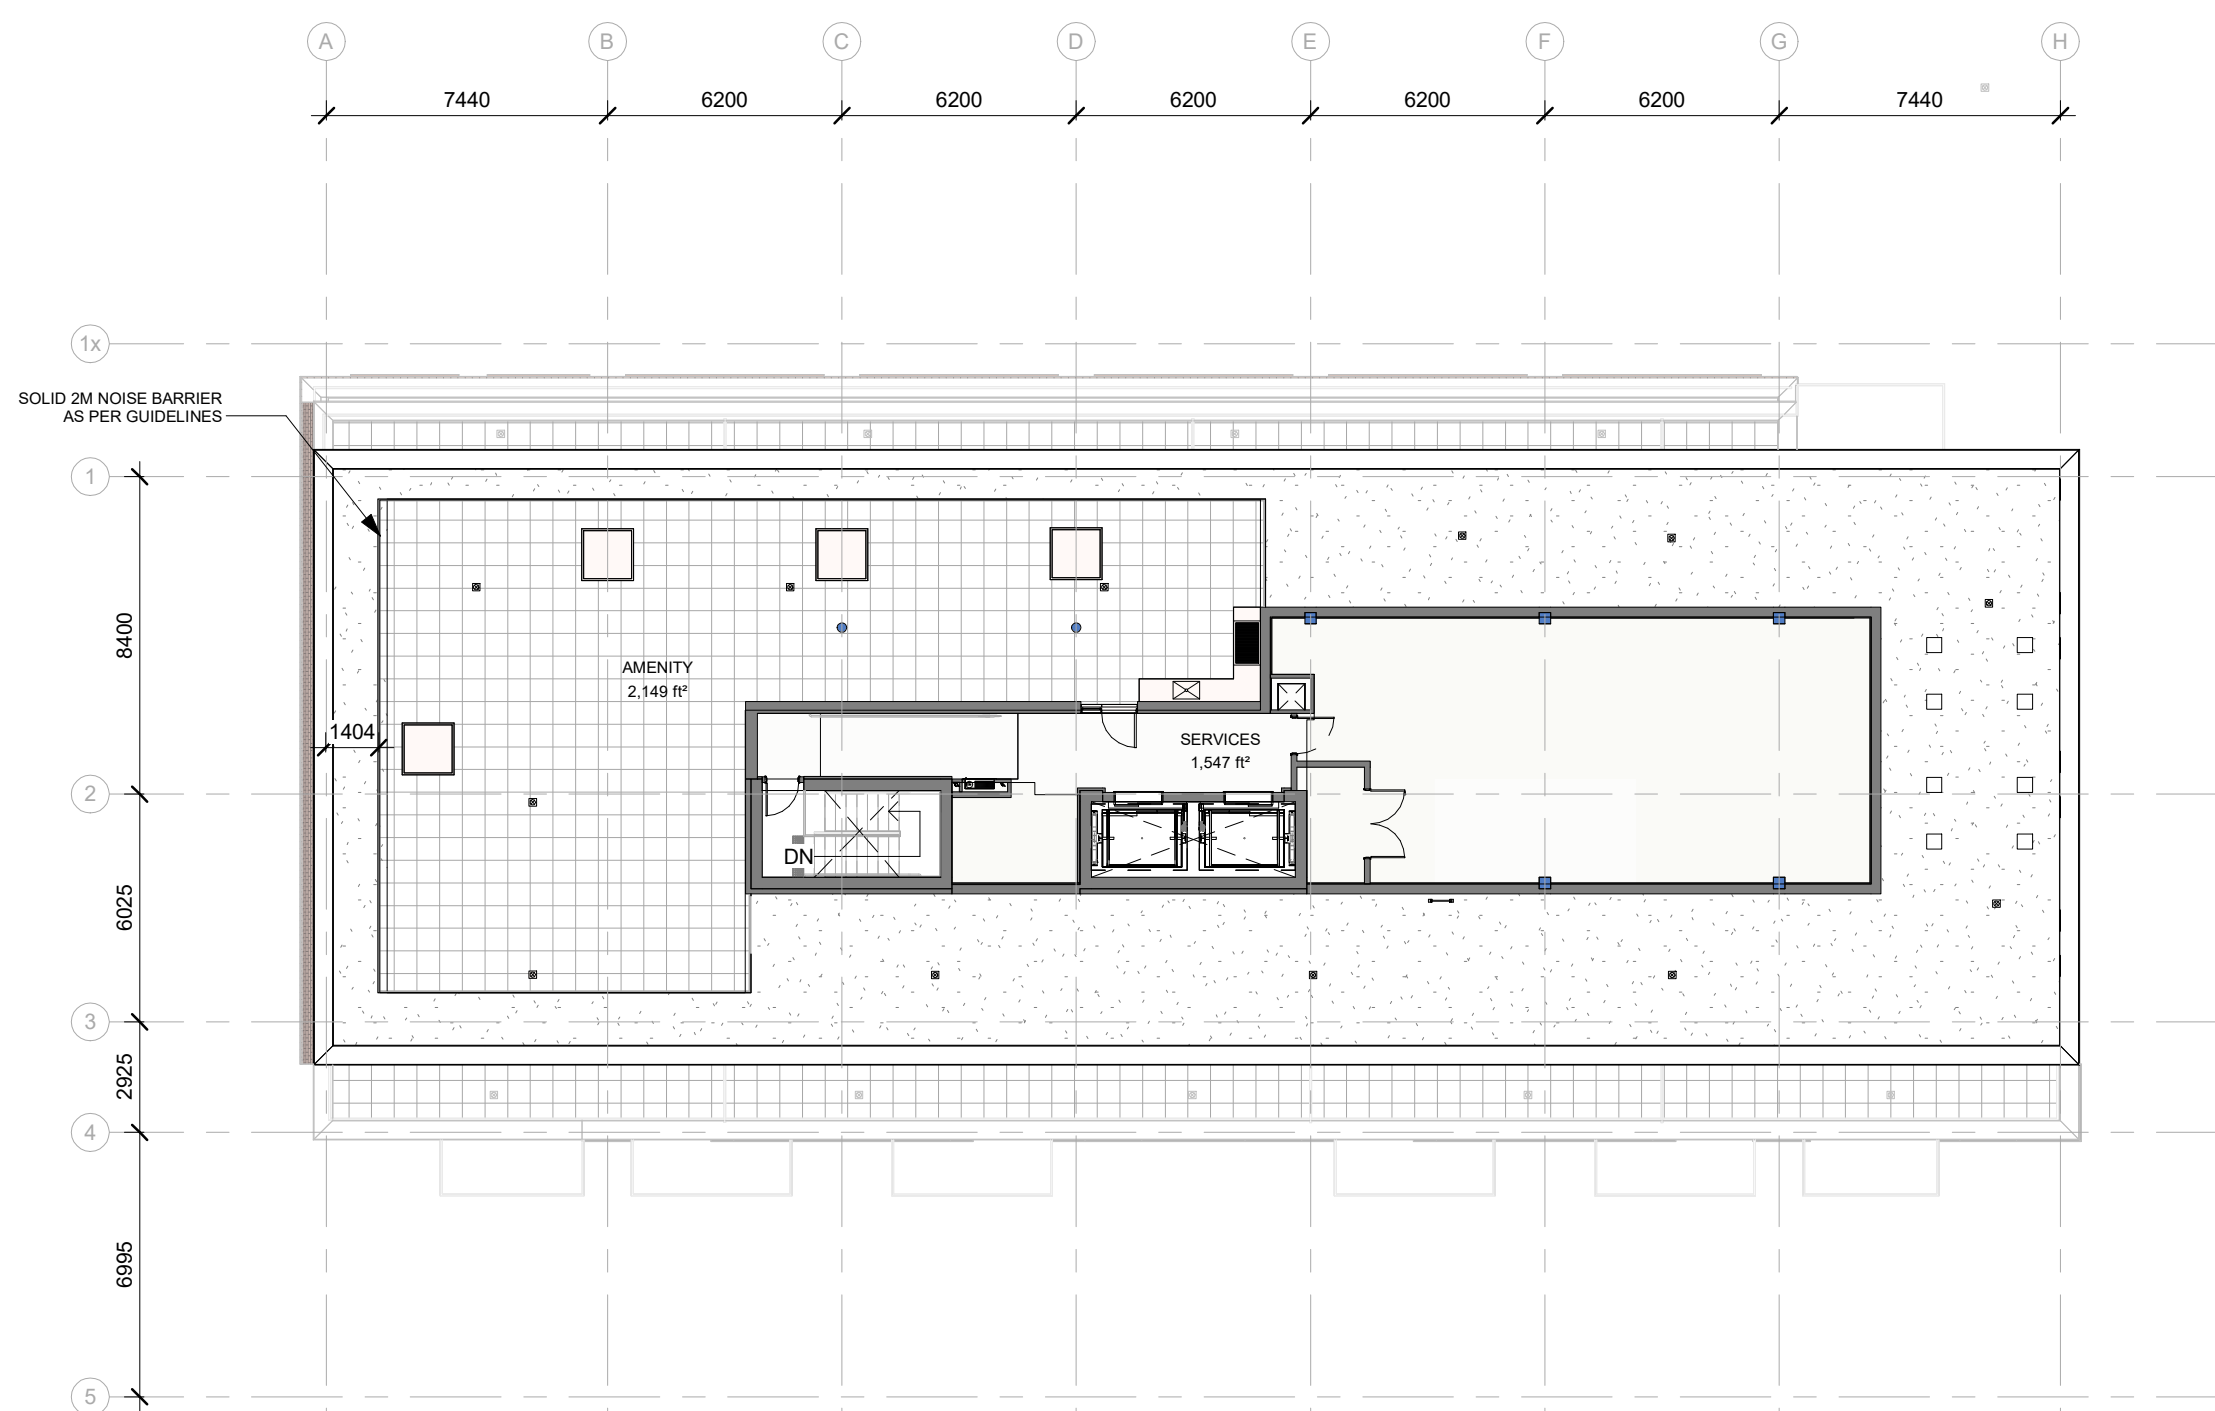 A B C D E F G H
7440 6200 6200 6200 6200 6200 7440
1x
SOLID 2M NOISE BARRIER
AS PER GUIDELINES
1
8400
AMENITY
2,149 ft²
1404
SERVICES
1,547 ft²
2
DN
6025
3
2925
4
6995
5